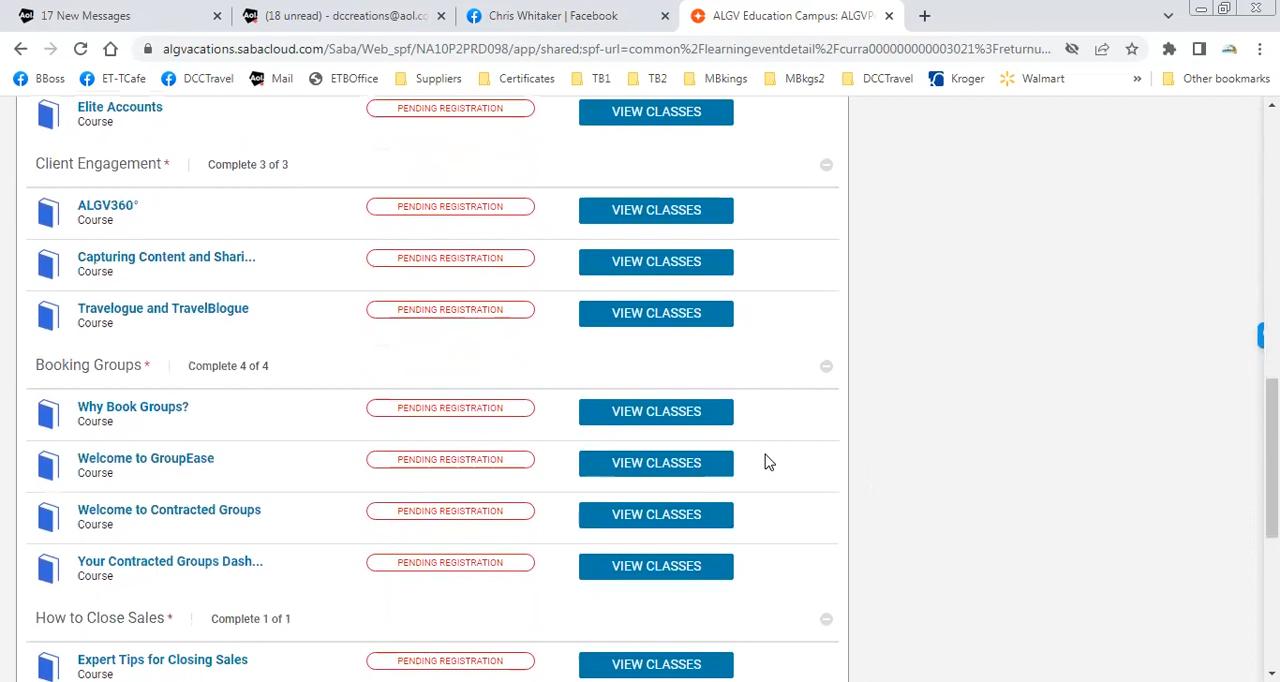 17 New Messages
(18 unread) - dccreations@aol.co
Chris Whitaker | Facebook
ALGV Education Campus: ALGVP
algvacations.sabacloud.com/Saba/Web_spf/NA10P2PRD098/app/shared;spf-url=common%2Flearningeventdetail%2Fcurra000000000003021%3Freturnu...
BBoss
ET-TCafe
DCCTravel
Mail
ETBOffice
Suppliers
Certificates
TB1
TB2
MBkings
MBkgs2
DCCTravel
Kroger
Walmart
»
Other bookmarks
Elite Accounts
Course
PENDING REGISTRATION
VIEW CLASSES
Client Engagement *
Complete 3 of 3
ALGV360°
Course
PENDING REGISTRATION
VIEW CLASSES
Capturing Content and Shari...
Course
PENDING REGISTRATION
VIEW CLASSES
Travelogue and TravelBlogue
Course
PENDING REGISTRATION
VIEW CLASSES
Booking Groups *
Complete 4 of 4
Why Book Groups?
Course
PENDING REGISTRATION
VIEW CLASSES
Welcome to GroupEase
Course
PENDING REGISTRATION
VIEW CLASSES
Welcome to Contracted Groups
Course
PENDING REGISTRATION
VIEW CLASSES
Your Contracted Groups Dash...
Course
PENDING REGISTRATION
VIEW CLASSES
How to Close Sales *
Complete 1 of 1
Expert Tips for Closing Sales
Course
PENDING REGISTRATION
VIEW CLASSES